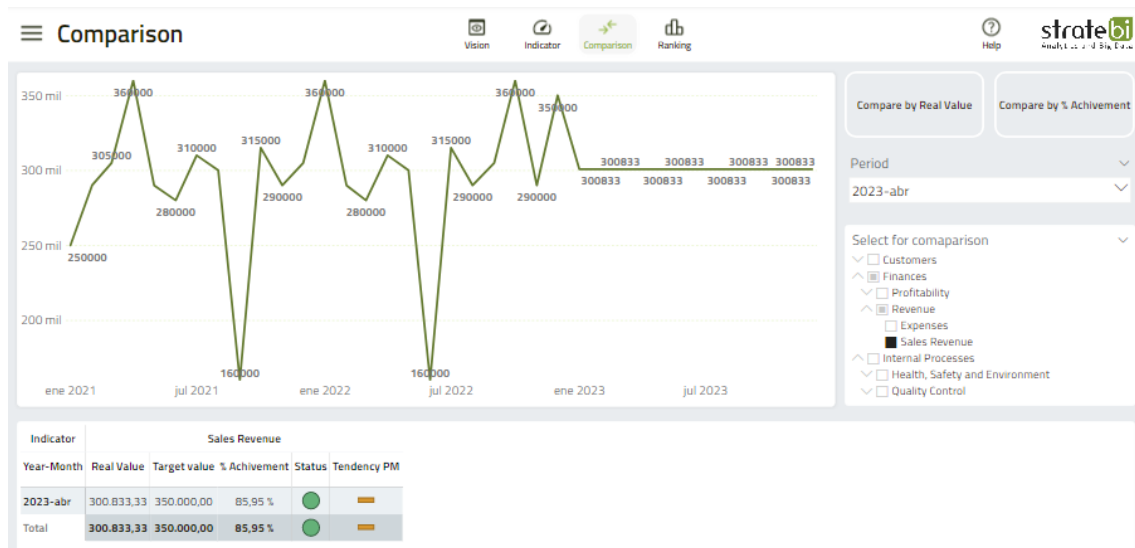 Comparison
Vision
Indicator
Comparison
Ranking
Help
stratebi
Analytics and Big Data
350 mil
300 mil
250 mil
200 mil
360000
360000
360000
350000
305000
310000
315000
310000
315000
300833 300833 300833 300833
280000
290000
280000
290000
290000
300833 300833 300833 300833
250000
160000
160000
ene 2021 jul 2021 ene 2022 jul 2022 ene 2023 jul 2023
Compare by Real Value
Compare by % Achivement
Period
2023-abr
Select for comaparison
Customers
Finances
Profitability
Revenue
Expenses
Sales Revenue
Internal Processes
Health, Safety and Environment
Quality Control
Indicator Sales Revenue
Year-Month Real Value Target value % Achivement Status Tendency PM
2023-abr 300.833,33 350.000,00 85,95 %
Total 300.833,33 350.000,00 85,95 %